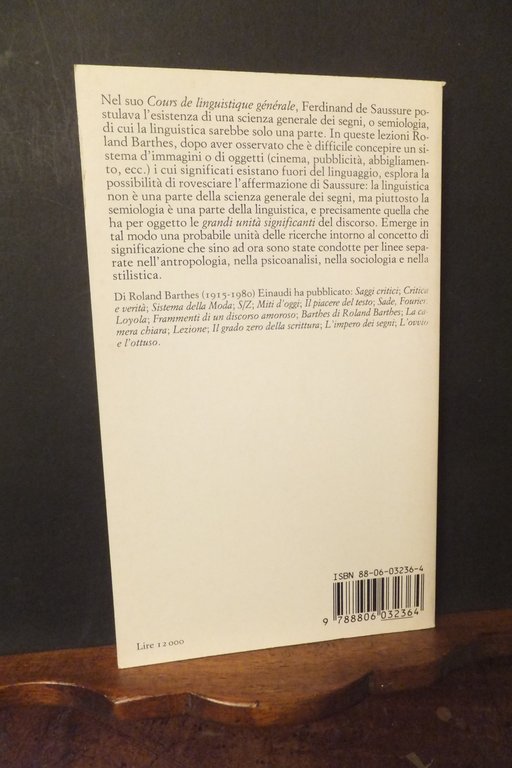 Nel suo Cours de linguistique générale, Ferdinand de Saussure po-
stulava l'esistenza di una scienza generale dei segni, o semiologia,
di cui la linguistica sarebbe solo una parte. In queste lezioni Ro-
land Barthes, dopo aver osservato che è difficile concepire un si-
stema d'immagini o di oggetti (cinema, pubblicità, abbigliamen-
to, ecc.) i cui significati esistano fuori del linguaggio, esplora la
possibilità di rovesciare l'affermazione di Saussure: la linguistica
non è una parte della scienza generale dei segni, ma piuttosto la
semiologia è una parte della linguistica, e precisamente quella che
ha per oggetto le grandi unità significanti del discorso. Emerge in
tal modo una probabile unità delle ricerche intorno al concetto di
significazione che sino ad ora sono state condotte per linee sepa-
rate nell'antropologia, nella psicoanalisi, nella sociologia e nella
stilistica.
Di Roland Barthes (1915-1980) Einaudi ha pubblicato: Saggi critici; Critica
e verità; Sistema della Moda; S/Z; Miti d'oggi; Il piacere del testo; Sade, Fourier,
Loyola; Frammenti di un discorso amoroso; Barthes di Roland Barthes; La ca-
mera chiara; Lezione; Il grado zero della scrittura; L'impero dei segni; L'ovvio
e l'ottuso.
ISBN 88-06-03236-4
9 788806 032364
Lire 12 000